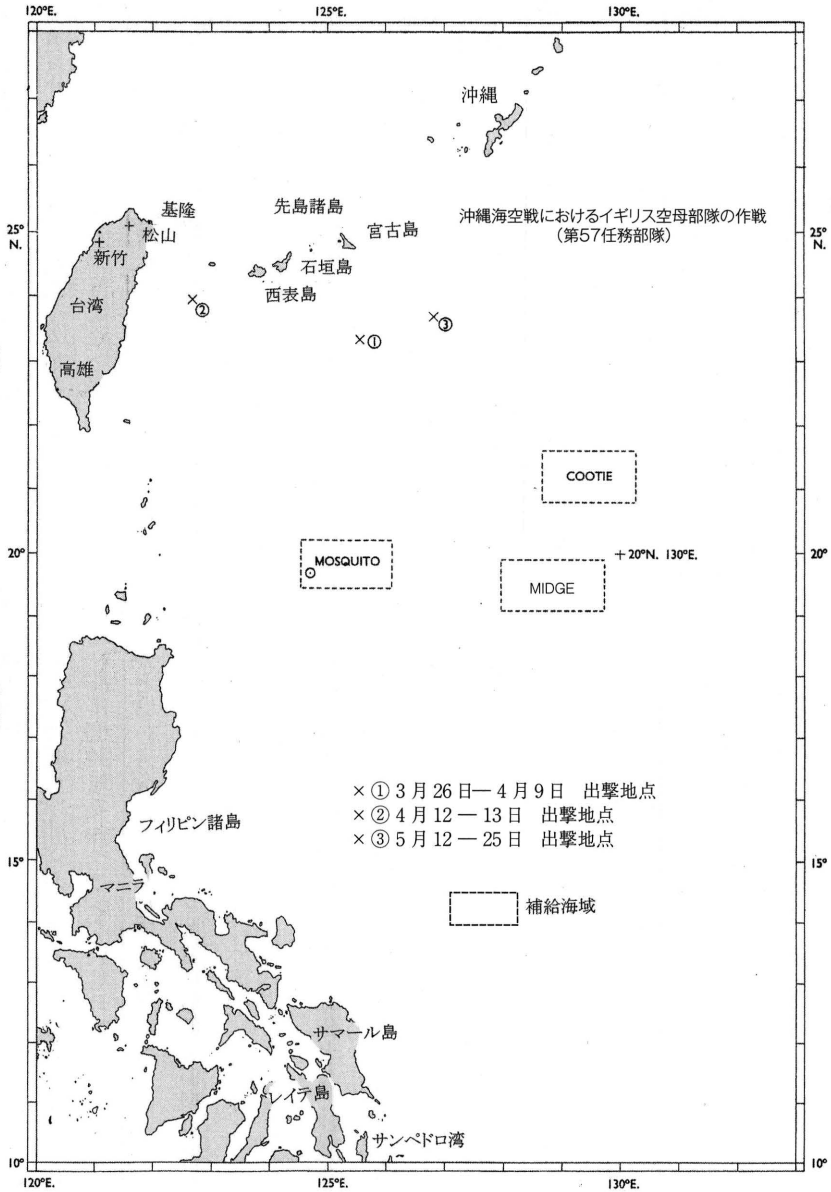 120°E.
125°E.
130°E.
沖縄
基隆
先島諸島
沖縄海空戦におけるイギリス空母部隊の作戦
（第57任務部隊）
25°
N.
松山
宮古島
25°
N.
新竹
石垣島
西表島
台湾
②
③
①
高雄
COOTIE
20°
MOSQUITO
＋20°N. 130°E.
20°
MIDGE
× ① 3月26日―4月9日　出撃地点
フィリピン諸島
× ② 4月12―13日　出撃地点
× ③ 5月12―25日　出撃地点
15°
15°
マニラ
補給海域
サマール島
レイテ島
サンペドロ湾
10°
10°
120°E.
125°E.
130°E.